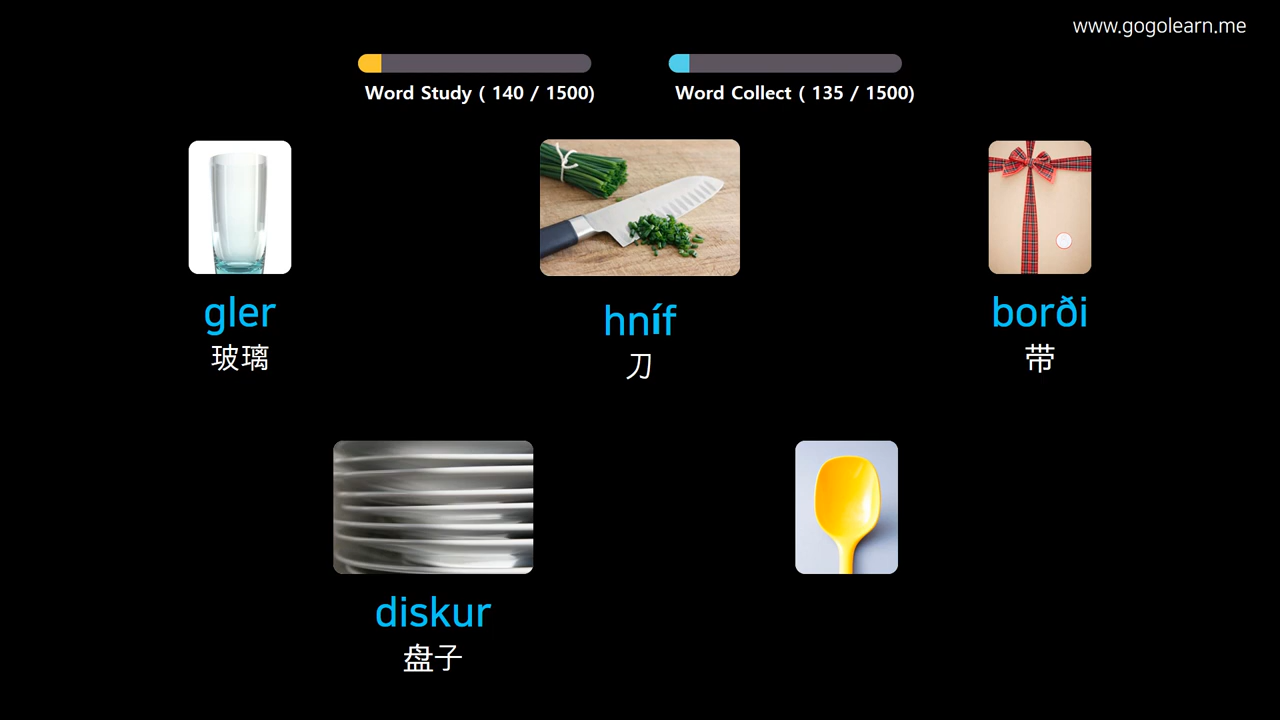 www.gogolearn.me
Word Study ( 140 / 1500)
Word Collect ( 135 / 1500)
gler
玻璃
hníf
刀
borði
带
diskur
盘子